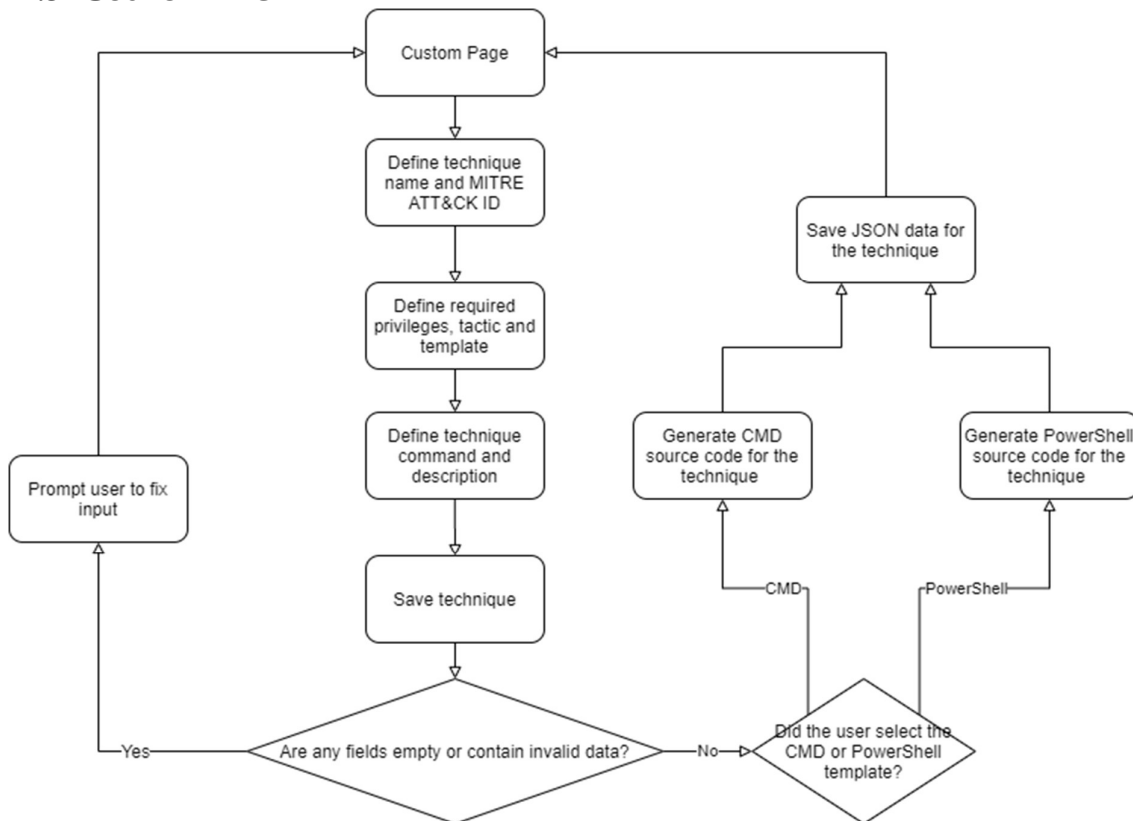 Custom Page
Define technique
name and MITRE
ATT&CK ID
Save JSON data for
the technique
Define required
privileges, tactic and
template
Define technique
command and
description
Generate CMD
source code for the
technique
Generate PowerShell
source code for the
technique
Prompt user to fix
input
Save technique
CMD
PowerShell
Are any fields empty or contain invalid data?
Yes
No
Did the user select the
CMD or PowerShell
template?